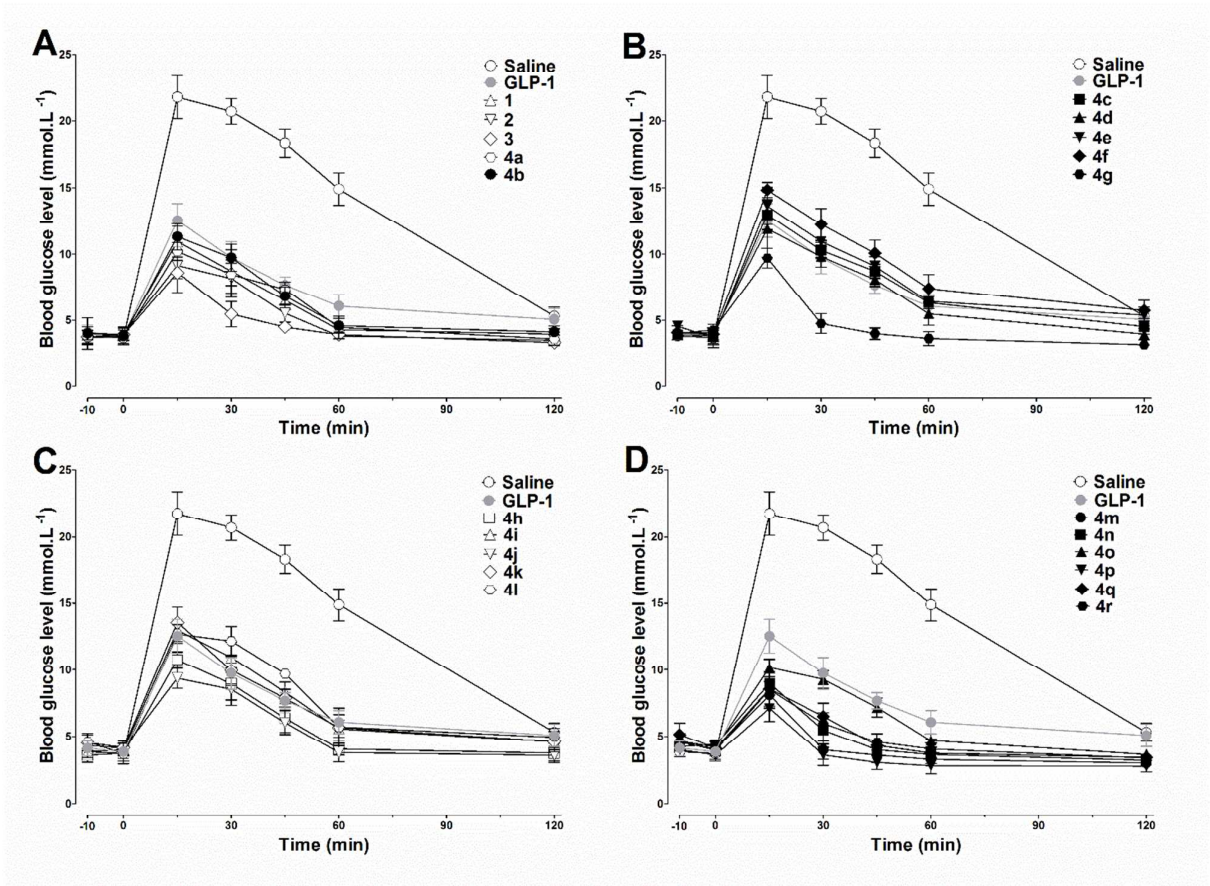 A
Blood glucose level (mmol.L⁻¹)
25
20
15
10
5
0
-10
0
30
60
90
120
Time (min)
Saline
GLP-1
1
2
3
4a
4b
B
Blood glucose level (mmol.L⁻¹)
25
20
15
10
5
0
-10
0
30
60
90
120
Time (min)
Saline
GLP-1
4c
4d
4e
4f
4g
C
Blood glucose level (mmol.L⁻¹)
25
20
15
10
5
0
-10
0
30
60
90
120
Time (min)
Saline
GLP-1
4h
4i
4j
4k
4l
D
Blood glucose level (mmol.L⁻¹)
25
20
15
10
5
0
-10
0
30
60
90
120
Time (min)
Saline
GLP-1
4m
4n
4o
4p
4q
4r